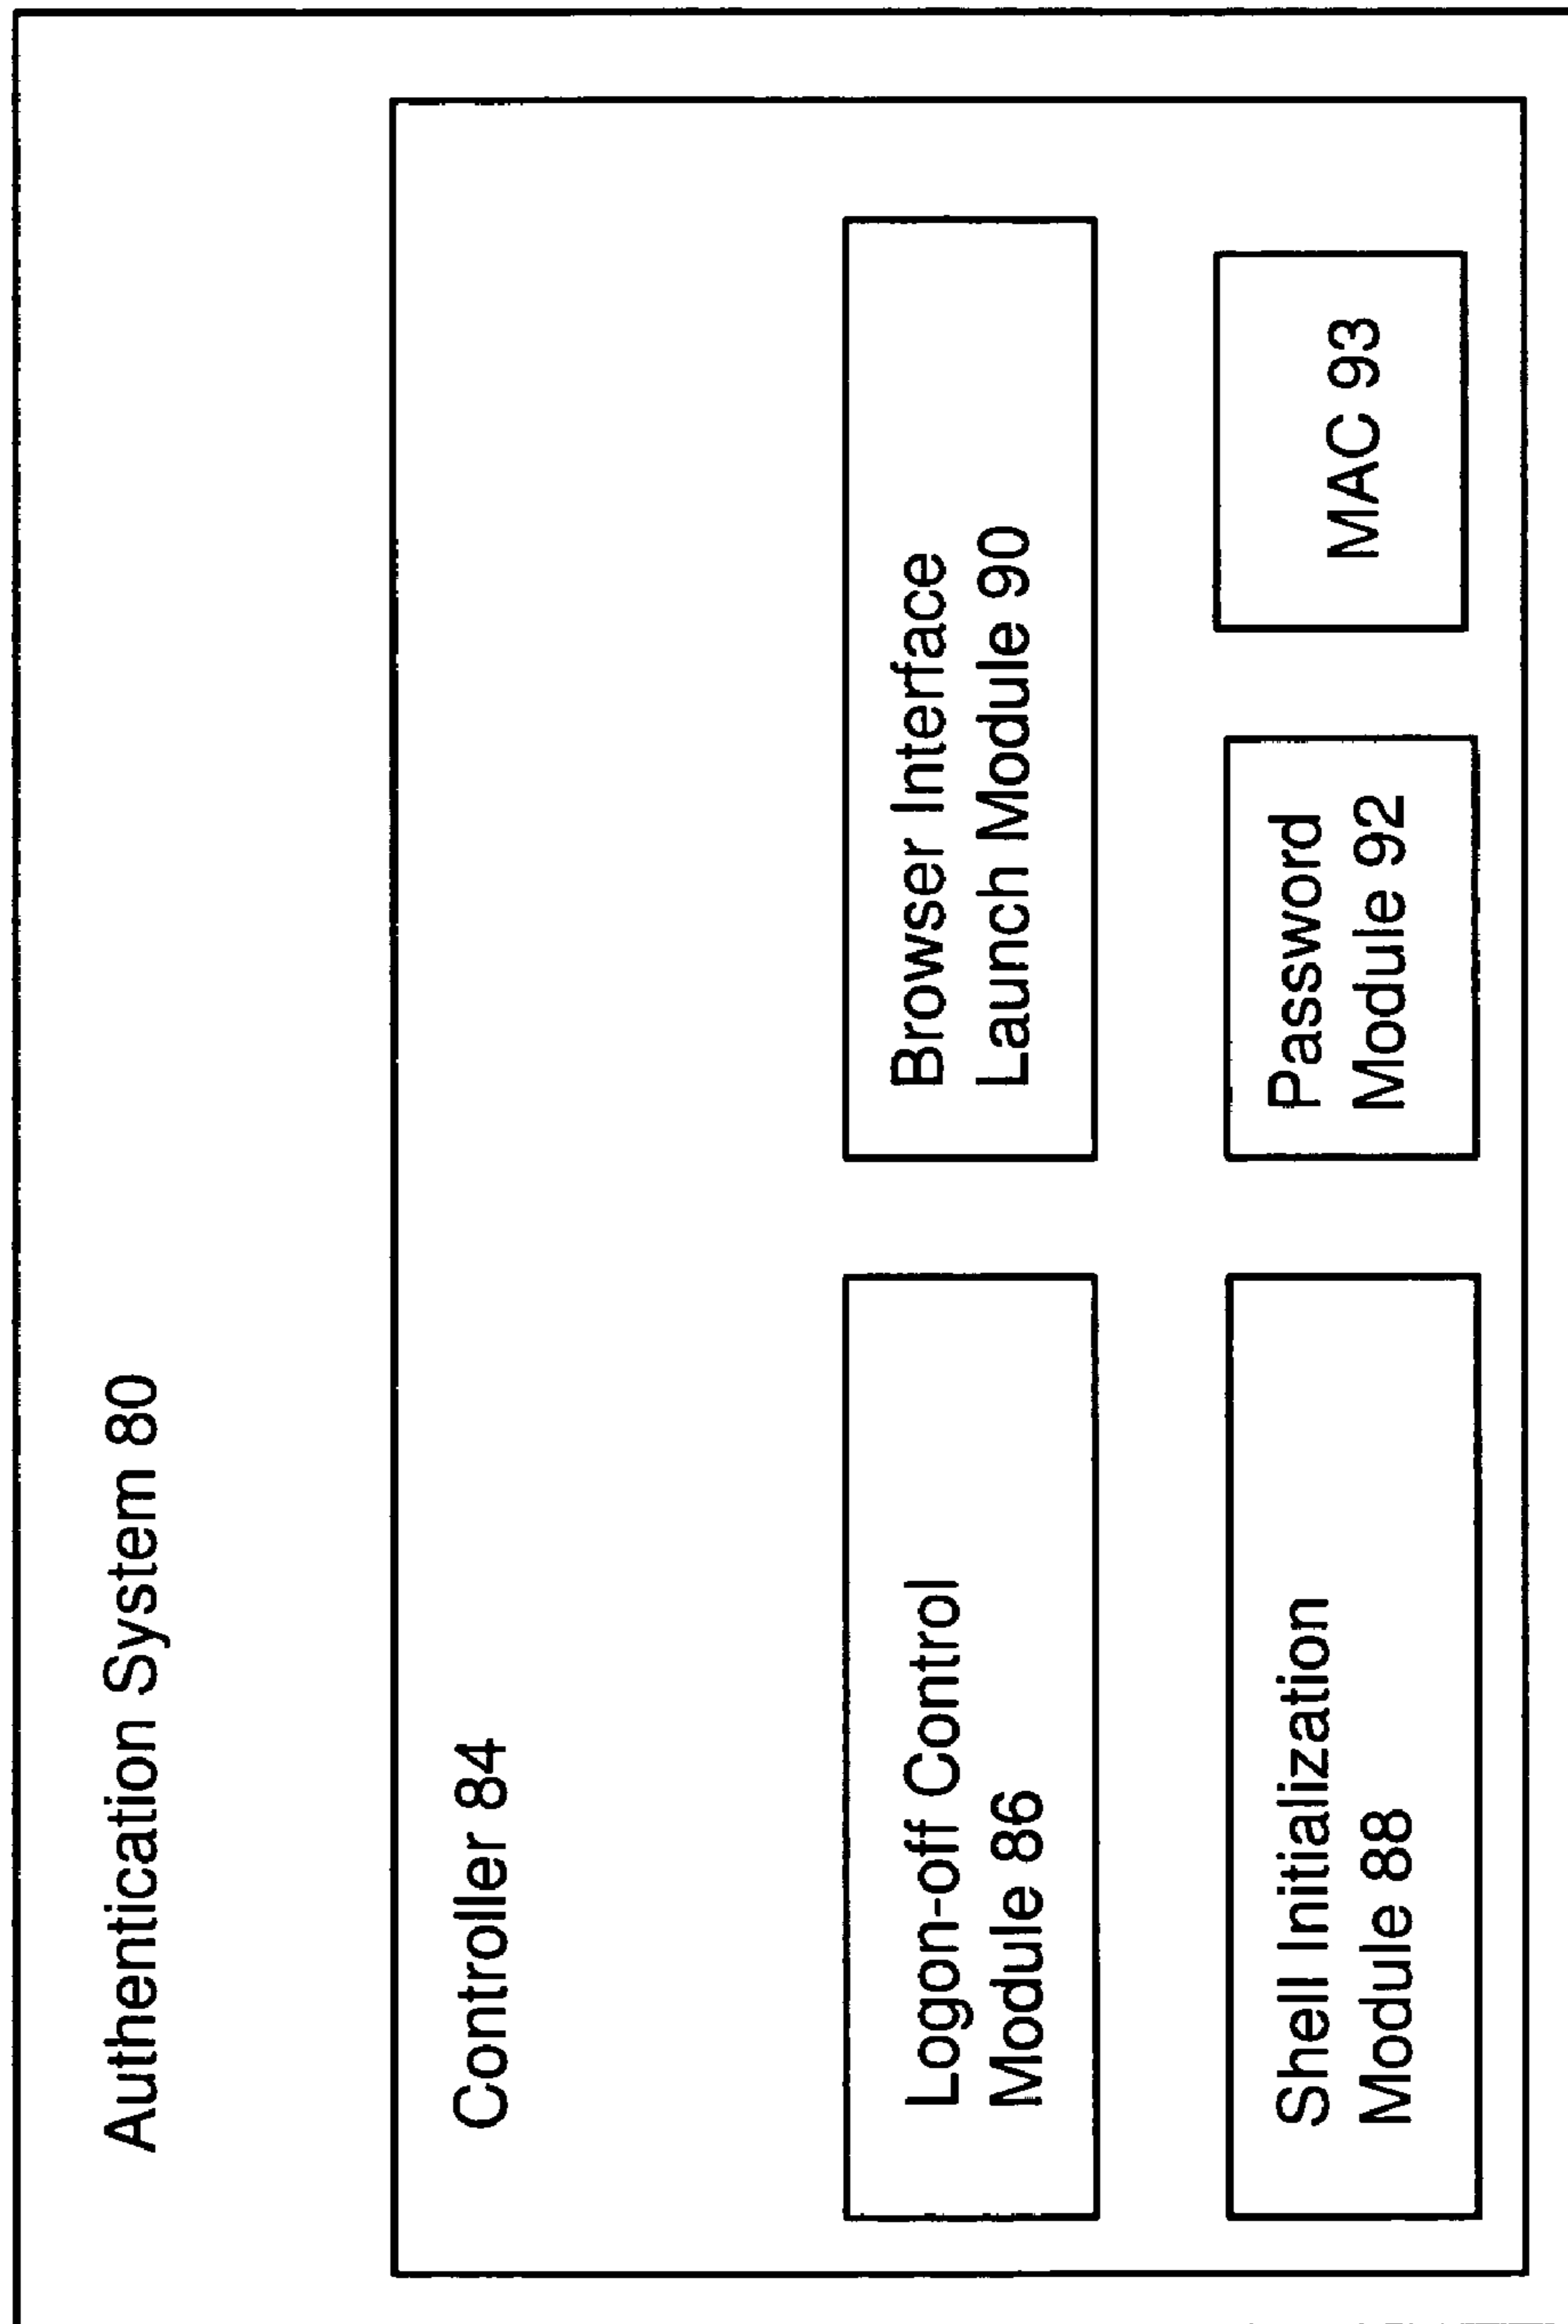 Authentication System 80
Controller 84
Logon-off Control
Module 86
Browser Interface
Launch Module 90
Shell Initialization
Module 88
Password
Module 92
MAC 93